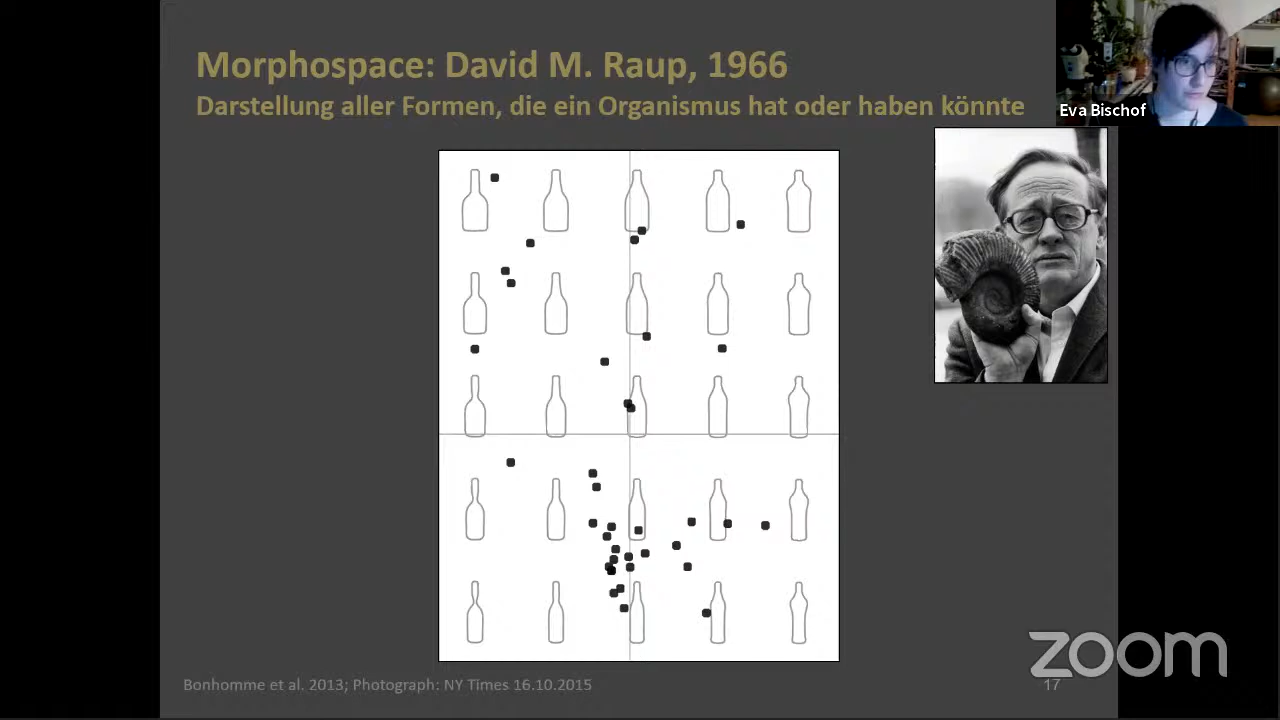 Morphospace: David M. Raup, 1966
Darstellung aller Formen, die ein Organismus hat oder haben könnte
Eva Bischof
Bonhomme et al. 2013; Photograph: NY Times 16.10.2015
17
zoom